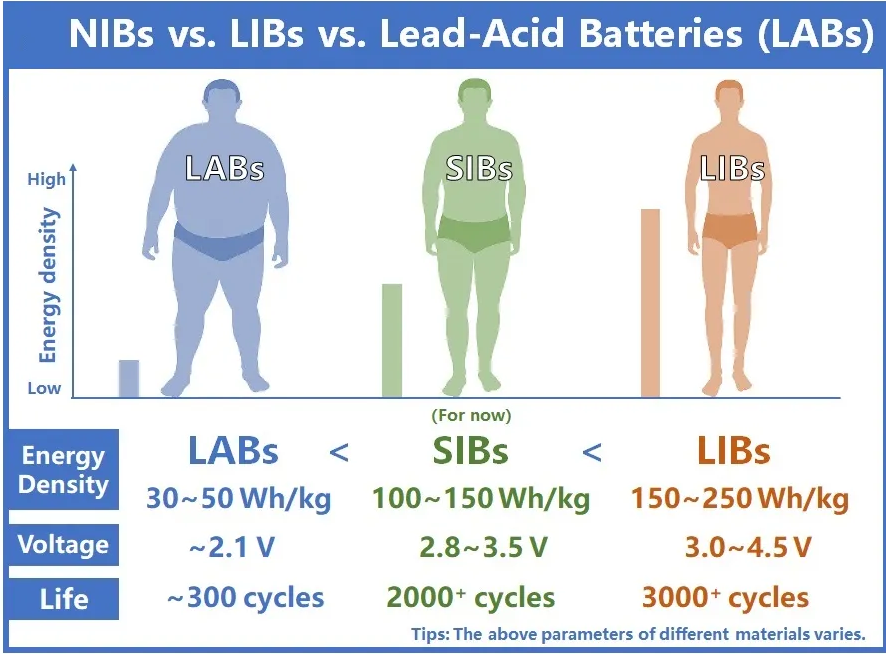 NIBs vs. LIBs vs. Lead-Acid Batteries (LABs)
LABs
SIBs
LIBs
High
Energy density
Low
(For now)
Energy Density
LABs < SIBs < LIBs
30~50 Wh/kg 100~150 Wh/kg 150~250 Wh/kg
Voltage ~2.1 V 2.8~3.5 V 3.0~4.5 V
Life ~300 cycles 2000⁺ cycles 3000⁺ cycles
Tips: The above parameters of different materials varies.